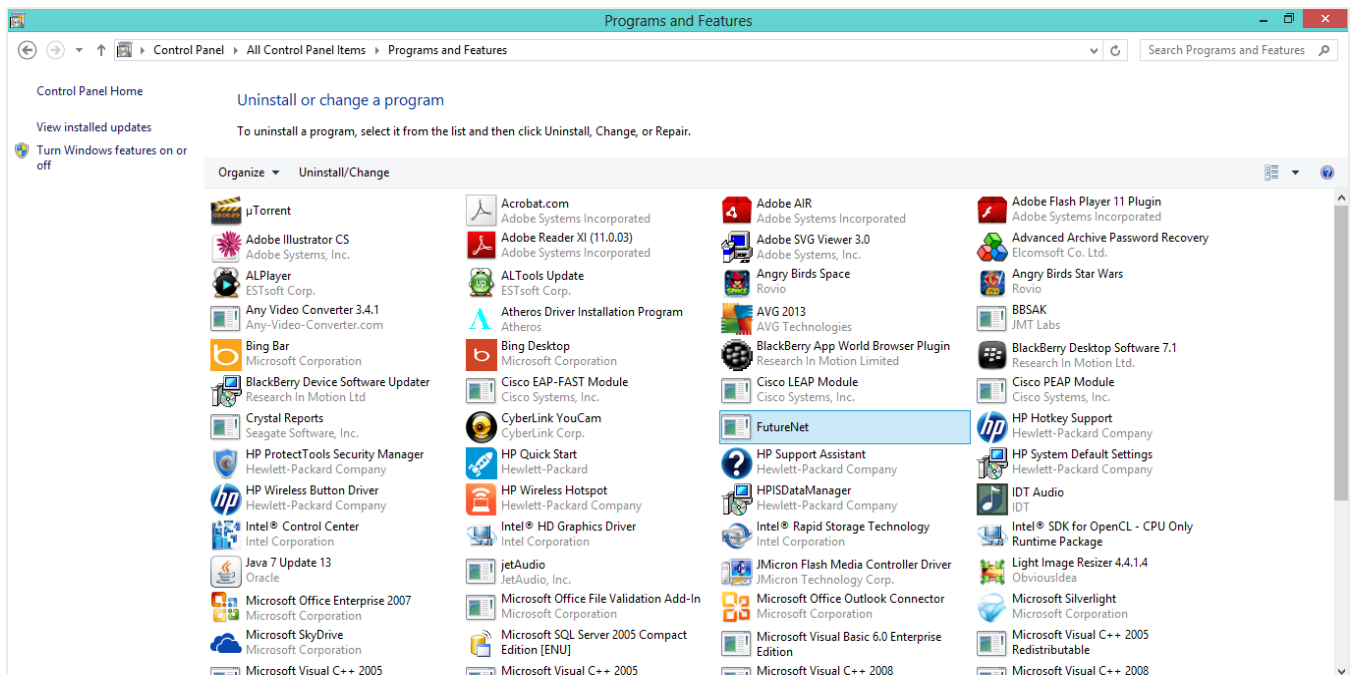 Programs and Features
Control Panel All Control Panel Items Programs and Features
Search Programs and Features
Control Panel Home
View installed updates
Turn Windows features on or
off
Uninstall or change a program
To uninstall a program, select it from the list and then click Uninstall, Change, or Repair.
Organize Uninstall/Change
µTorrent
Acrobat.com
Adobe Systems Incorporated
Adobe AIR
Adobe Systems Incorporated
Adobe Flash Player 11 Plugin
Adobe Systems Incorporated
Adobe Illustrator CS
Adobe Systems, Inc.
Adobe Reader XI (11.0.03)
Adobe Systems Incorporated
Adobe SVG Viewer 3.0
Adobe Systems, Inc.
Advanced Archive Password Recovery
Elcomsoft Co. Ltd.
ALPlayer
ESTsoft Corp.
ALTools Update
ESTsoft Corp.
Angry Birds Space
Rovio
Angry Birds Star Wars
Rovio
Any Video Converter 3.4.1
Any-Video-Converter.com
Atheros Driver Installation Program
Atheros
AVG 2013
AVG Technologies
BBSAK
JMT Labs
Bing Bar
Microsoft Corporation
Bing Desktop
Microsoft Corporation
BlackBerry App World Browser Plugin
Research In Motion Limited
BlackBerry Desktop Software 7.1
Research In Motion Ltd.
BlackBerry Device Software Updater
Research In Motion Ltd
Cisco EAP-FAST Module
Cisco Systems, Inc.
Cisco LEAP Module
Cisco Systems, Inc.
Cisco PEAP Module
Cisco Systems, Inc.
Crystal Reports
Seagate Software, Inc.
CyberLink YouCam
CyberLink Corp.
FutureNet
HP Hotkey Support
Hewlett-Packard Company
HP ProtectTools Security Manager
Hewlett-Packard Company
HP Quick Start
Hewlett-Packard
HP Support Assistant
Hewlett-Packard Company
HP System Default Settings
Hewlett-Packard Company
HP Wireless Button Driver
Hewlett-Packard Company
HP Wireless Hotspot
Hewlett-Packard Company
HPISDataManager
Hewlett-Packard Company
IDT Audio
IDT
Intel® Control Center
Intel Corporation
Intel® HD Graphics Driver
Intel Corporation
Intel® Rapid Storage Technology
Intel Corporation
Intel® SDK for OpenCL - CPU Only
Runtime Package
Java 7 Update 13
Oracle
jetAudio
JetAudio, Inc.
JMicron Flash Media Controller Driver
JMicron Technology Corp.
Light Image Resizer 4.4.1.4
ObviousIdea
Microsoft Office Enterprise 2007
Microsoft Corporation
Microsoft Office File Validation Add-In
Microsoft Corporation
Microsoft Office Outlook Connector
Microsoft Corporation
Microsoft Silverlight
Microsoft Corporation
Microsoft SkyDrive
Microsoft Corporation
Microsoft SQL Server 2005 Compact
Edition [ENU]
Microsoft Visual Basic 6.0 Enterprise
Edition
Microsoft Visual C++ 2005
Redistributable
Microsoft Visual C++ 2005
Microsoft Visual C++ 2005
Microsoft Visual C++ 2008
Microsoft Visual C++ 2008